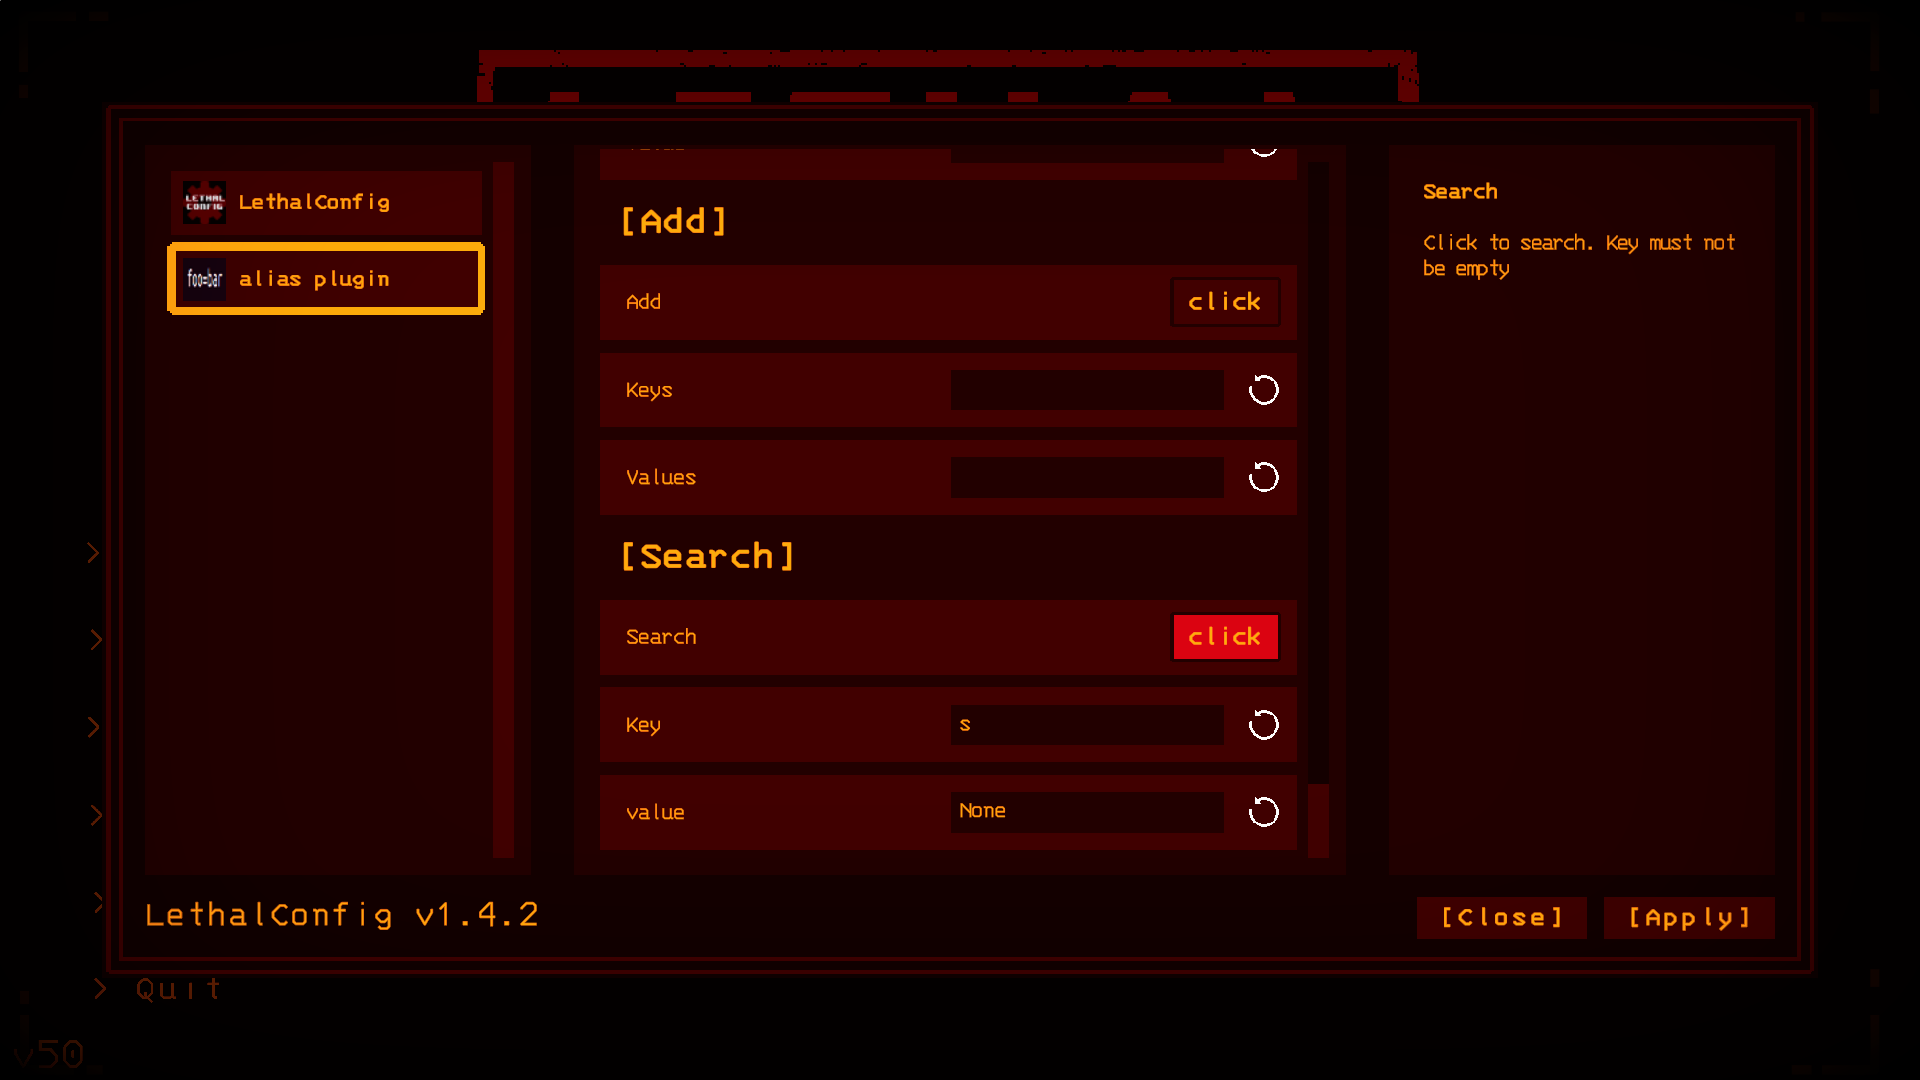 LETHAL
CONFIG
LethalConfig
foo=bar
alias plugin
[Add]
Add
click
Keys
Values
[Search]
Search
click
Key
s
value
None
Search
Click to search. Key must not
be empty
LethalConfig v1.4.2
[Close]
[Apply]
> Quit
v50